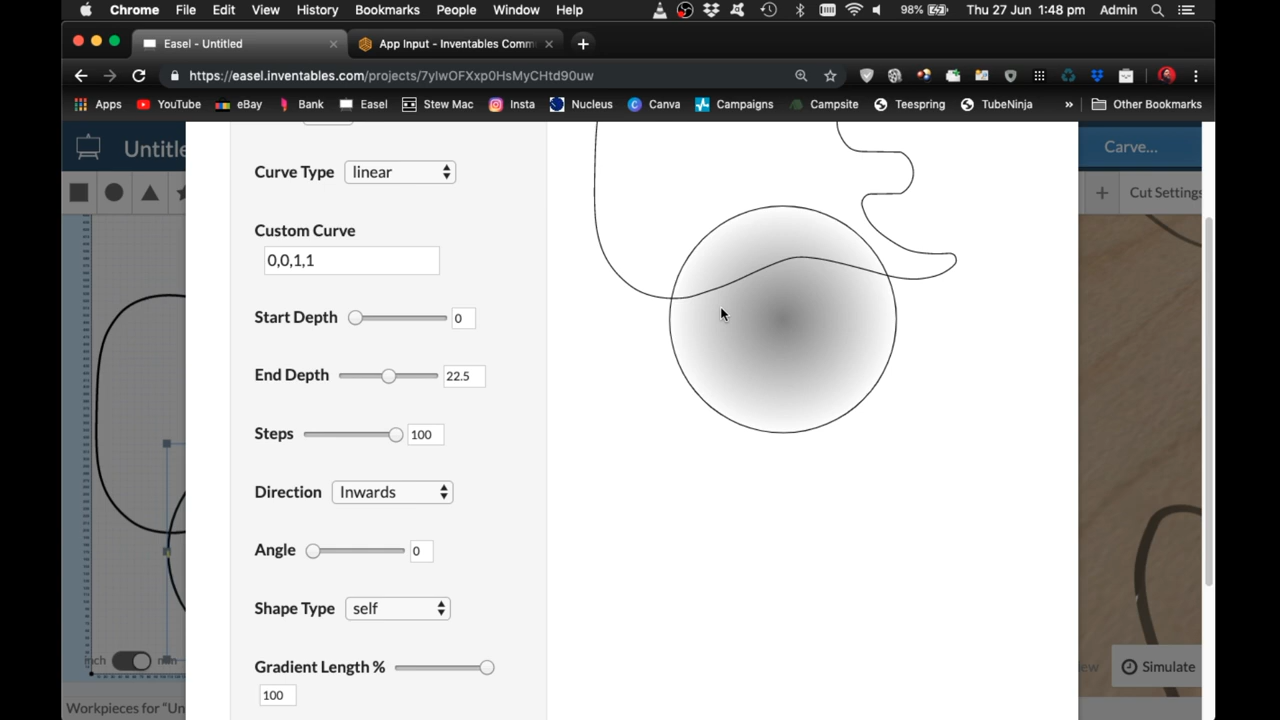 Chrome File Edit View History Bookmarks People Window Help 98% Thu 27 Jun 1:48 pm Admin
Easel - Untitled App Input - Inventables Comm
https://easel.inventables.com/projects/7ylwOFXxp0HsMyCHtd90uw
Apps YouTube eBay Bank Easel Stew Mac Insta Nucleus Canva Campaigns Campsite Teespring TubeNinja » Other Bookmarks
Untitle Carve...
Curve Type linear
Cut Settings
Custom Curve
0,0,1,1
Start Depth 0
End Depth 22.5
Steps 100
Direction Inwards
Angle 0
Shape Type self
Gradient Length %
100
Simulate
Workpieces for "Un